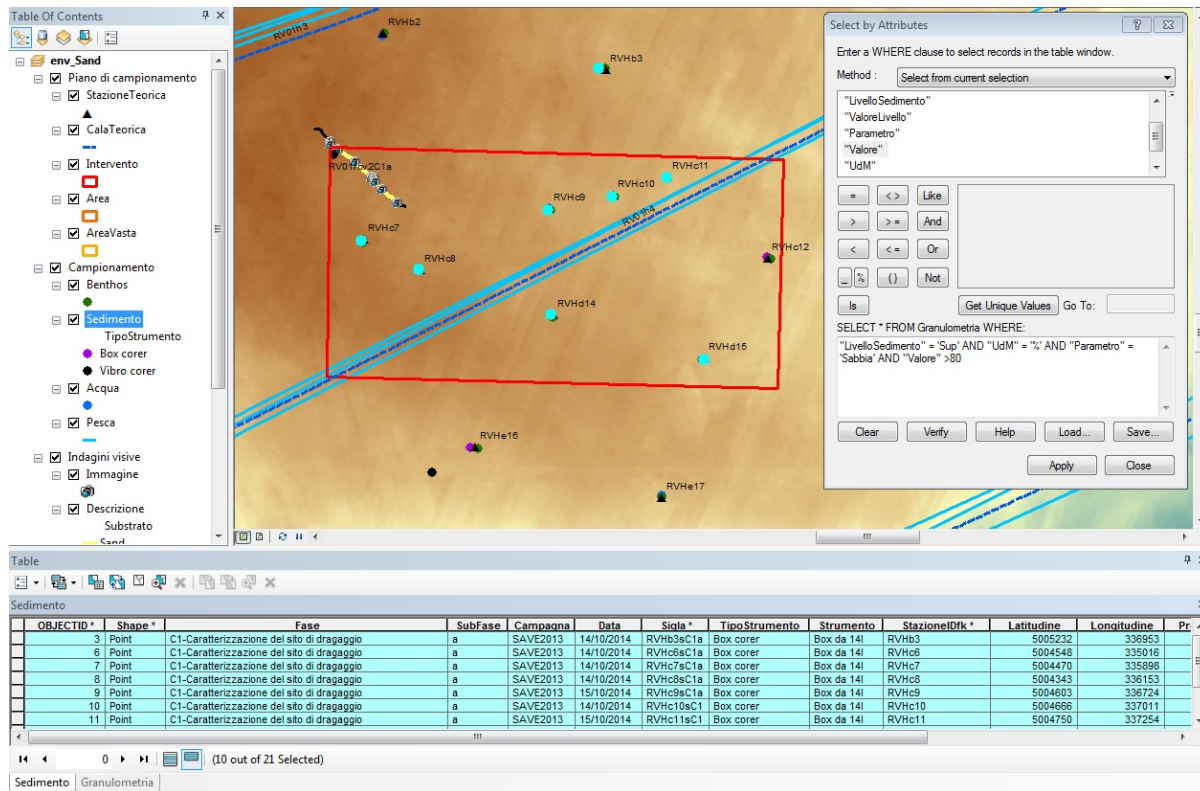 Table Of Contents
env_Sand
Piano di campionamento
StazioneTeorica
CalaTeorica
Intervento
Area
AreaVasta
Campionamento
Benthos
Sedimento
TipoStrumento
Box corer
Vibro corer
Acqua
Pesca
Indagini visive
Immagine
Descrizione
Substrato
Sand
RV01h3
RVHb2
RVHb3
RVHc11
RVHc10
RVHc9
RV01h4
RVHc7
RVHc8
RVHc12
RVHd14
RVHd15
RVHe16
RVHe17
Select by Attributes
Enter a WHERE clause to select records in the table window.
Method : Select from current selection
"LivelloSedimento"
"ValoreLivello"
"Parametro"
"Valore"
"UdM"
= < > Like
> > = And
< < = Or
_ % ( ) Not
Is Get Unique Values Go To:
SELECT * FROM Granulometria WHERE:
"LivelloSedimento" = 'Sup' AND "UdM" = '%' AND "Parametro" =
'Sabbia' AND "Valore" >80
Clear Verify Help Load... Save...
Apply Close
Table
Sedimento
OBJECTID * Shape * Fase SubFase Campagna Data Sigla * TipoStrumento Strumento StazioneIDfk * Latitudine Longitudine
3 Point C1-Caratterizzazione del sito di dragaggio a SAVE2013 14/10/2014 RVHb3sC1a Box corer Box da 14l RVHb3 5005232 336953
6 Point C1-Caratterizzazione del sito di dragaggio a SAVE2013 14/10/2014 RVHc6sC1a Box corer Box da 14l RVHc6 5004548 335016
7 Point C1-Caratterizzazione del sito di dragaggio a SAVE2013 14/10/2014 RVHc7sC1a Box corer Box da 14l RVHc7 5004470 335898
8 Point C1-Caratterizzazione del sito di dragaggio a SAVE2013 14/10/2014 RVHc8sC1a Box corer Box da 14l RVHc8 5004343 336153
9 Point C1-Caratterizzazione del sito di dragaggio a SAVE2013 15/10/2014 RVHc9sC1a Box corer Box da 14l RVHc9 5004603 336724
10 Point C1-Caratterizzazione del sito di dragaggio a SAVE2013 14/10/2014 RVHc10sC1 Box corer Box da 14l RVHc10 5004666 337011
11 Point C1-Caratterizzazione del sito di dragaggio a SAVE2013 15/10/2014 RVHc11sC1 Box corer Box da 14l RVHc11 5004750 337254
0 (10 out of 21 Selected)
Sedimento Granulometria